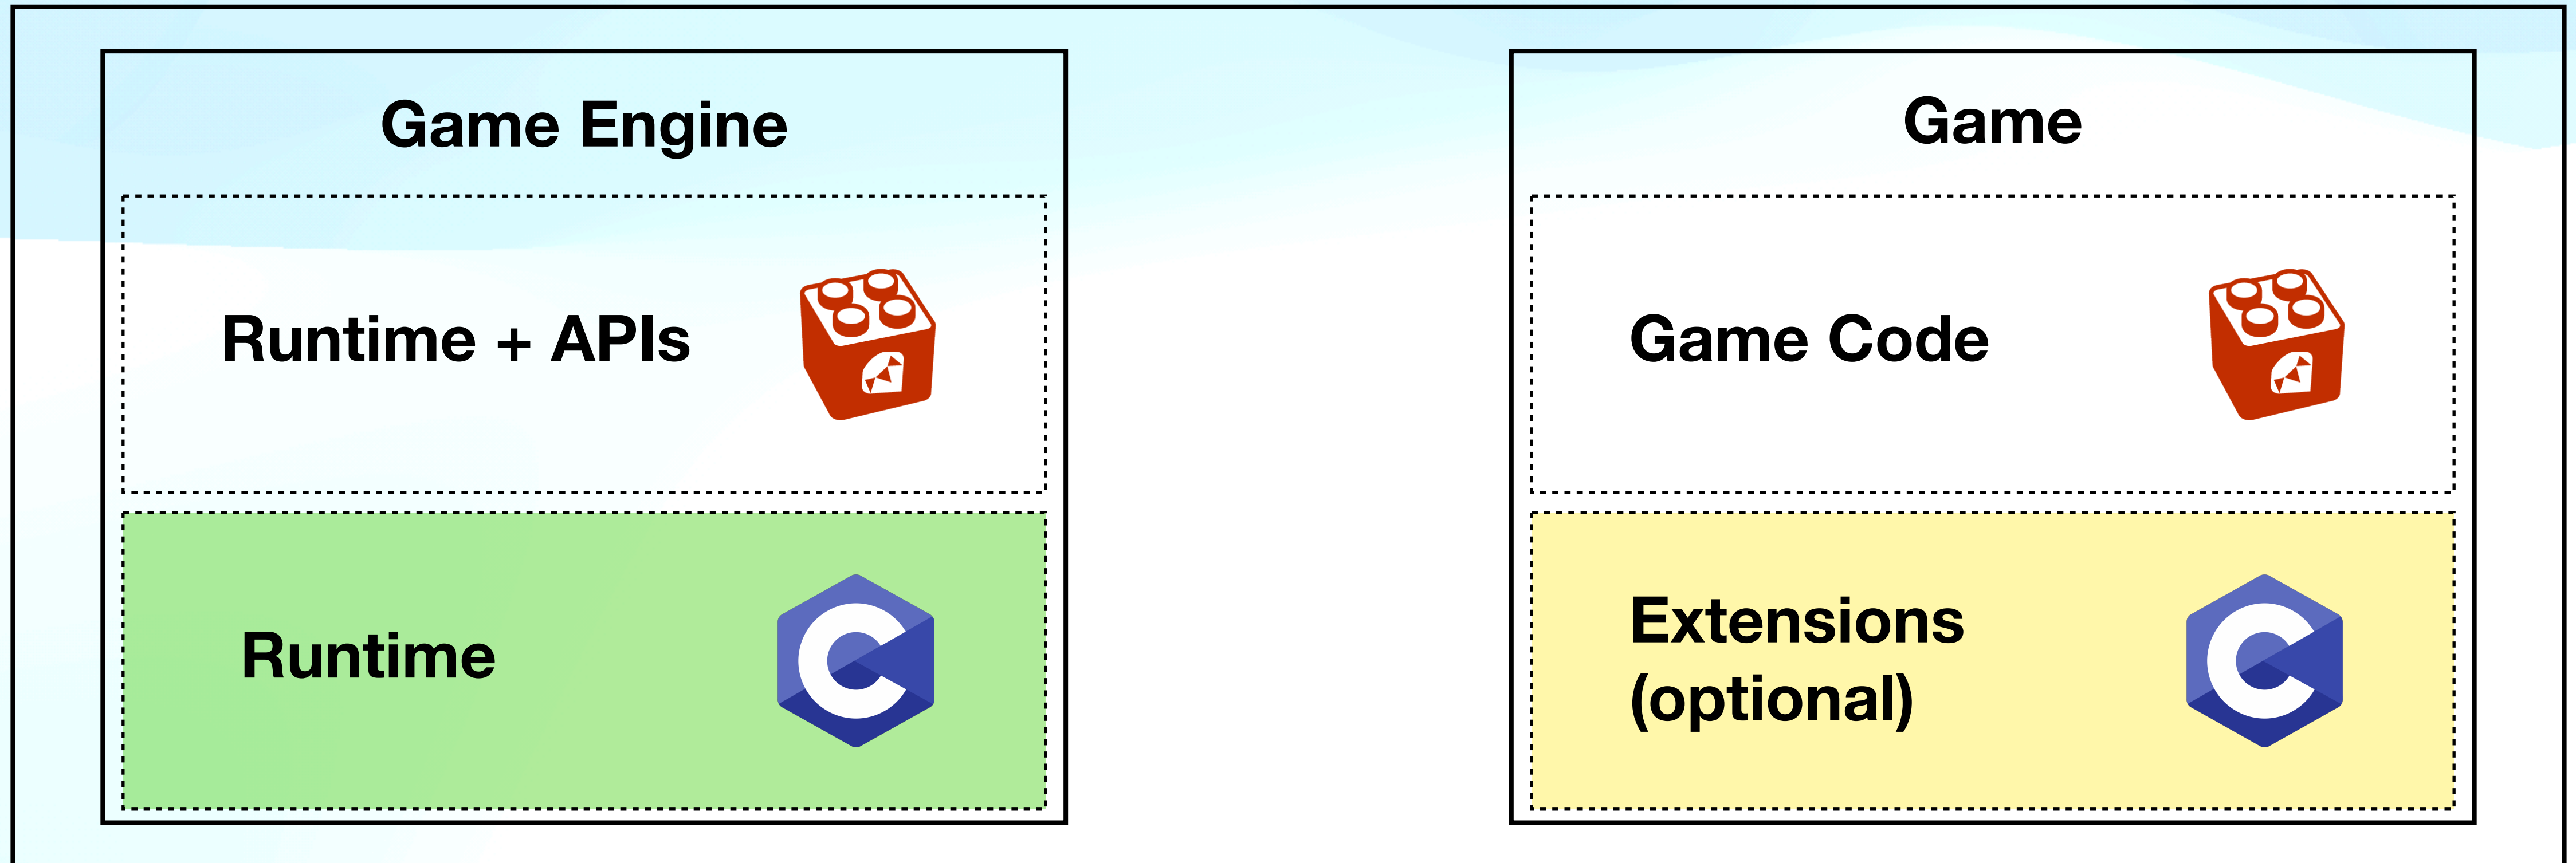 Game Engine
Runtime + APIs
Runtime
Game
Game Code
Extensions
(optional)